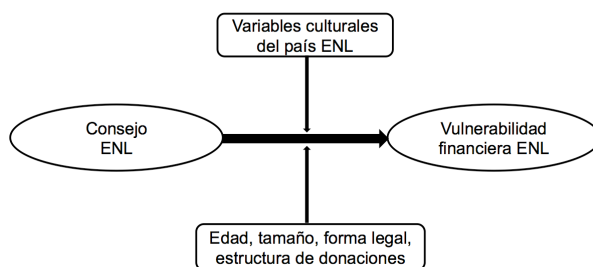 Variables culturales
del país ENL
Consejo
ENL
Vulnerabilidad
financiera ENL
Edad, tamaño, forma legal,
estructura de donaciones